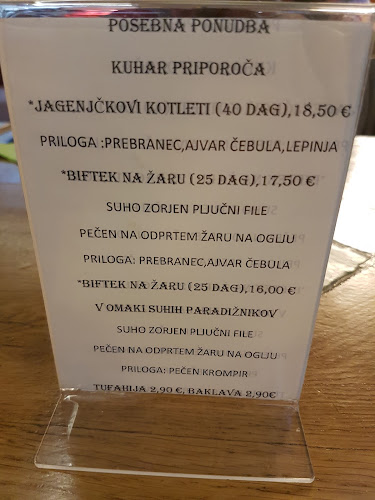 POSEBNA PONUDBA
KUHAR PRIPOROČA
*JAGENJČKOVI KOTLETI (40 DAG),18,50 €
PRILOGA :PREBRANEC,AJVAR ČEBULA,LEPINJA
*BIFTEK NA ŽARU (25 DAG),17,50 €
SUHO ZORJEN PLJUČNI FILE
PEČEN NA ODPRTEM ŽARU NA OGLJU
PRILOGA: PREBRANEC,AJVAR ČEBULA
*BIFTEK NA ŽARU (25 DAG),16,00 €
V OMAKI SUHIH PARADIŽNIKOV
SUHO ZORJEN PLJUČNI FILE
PEČEN NA ODPRTEM ŽARU NA OGLJU
PRILOGA: PEČEN KROMPIR
TUFAHIJA 2,90 €, BAKLAVA 2,90€